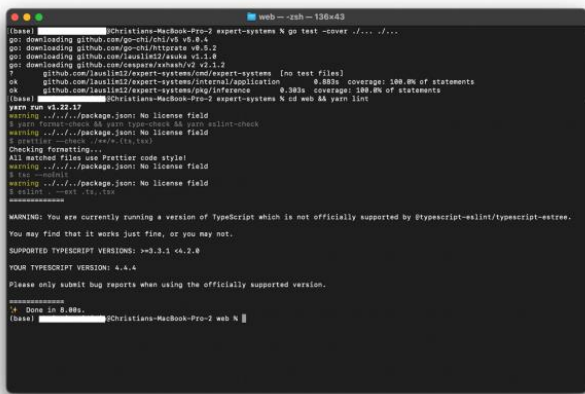 web — -zsh — 136×43
(base) @Christians-MacBook-Pro-2 expert-systems % go test -cover ./... ./...
go: downloading github.com/go-chi/chi/v5 v5.0.4
go: downloading github.com/go-chi/httprate v0.5.2
go: downloading github.com/lauslim12/asuka v1.1.0
go: downloading github.com/cespare/xxhash/v2 v2.1.2
? github.com/lauslim12/expert-systems/cmd/expert-systems [no test files]
ok github.com/lauslim12/expert-systems/internal/application 0.883s coverage: 100.0% of statements
ok github.com/lauslim12/expert-systems/pkg/inference 0.303s coverage: 100.0% of statements
(base) @Christians-MacBook-Pro-2 expert-systems % cd web && yarn lint
yarn run v1.22.17
warning ../../../package.json: No license field
$ yarn format-check && yarn type-check && yarn eslint-check
warning ../../../package.json: No license field
$ prettier --check ./**/*.{ts,tsx}
Checking formatting...
All matched files use Prettier code style!
warning ../../../package.json: No license field
$ tsc --noEmit
warning ../../../package.json: No license field
$ eslint . --ext .ts,.tsx
=============
WARNING: You are currently running a version of TypeScript which is not officially supported by @typescript-eslint/typescript-estree.
You may find that it works just fine, or you may not.
SUPPORTED TYPESCRIPT VERSIONS: >=3.3.1 <4.2.0
YOUR TYPESCRIPT VERSION: 4.4.4
Please only submit bug reports when using the officially supported version.
=============
✨ Done in 8.00s.
(base) @Christians-MacBook-Pro-2 web %